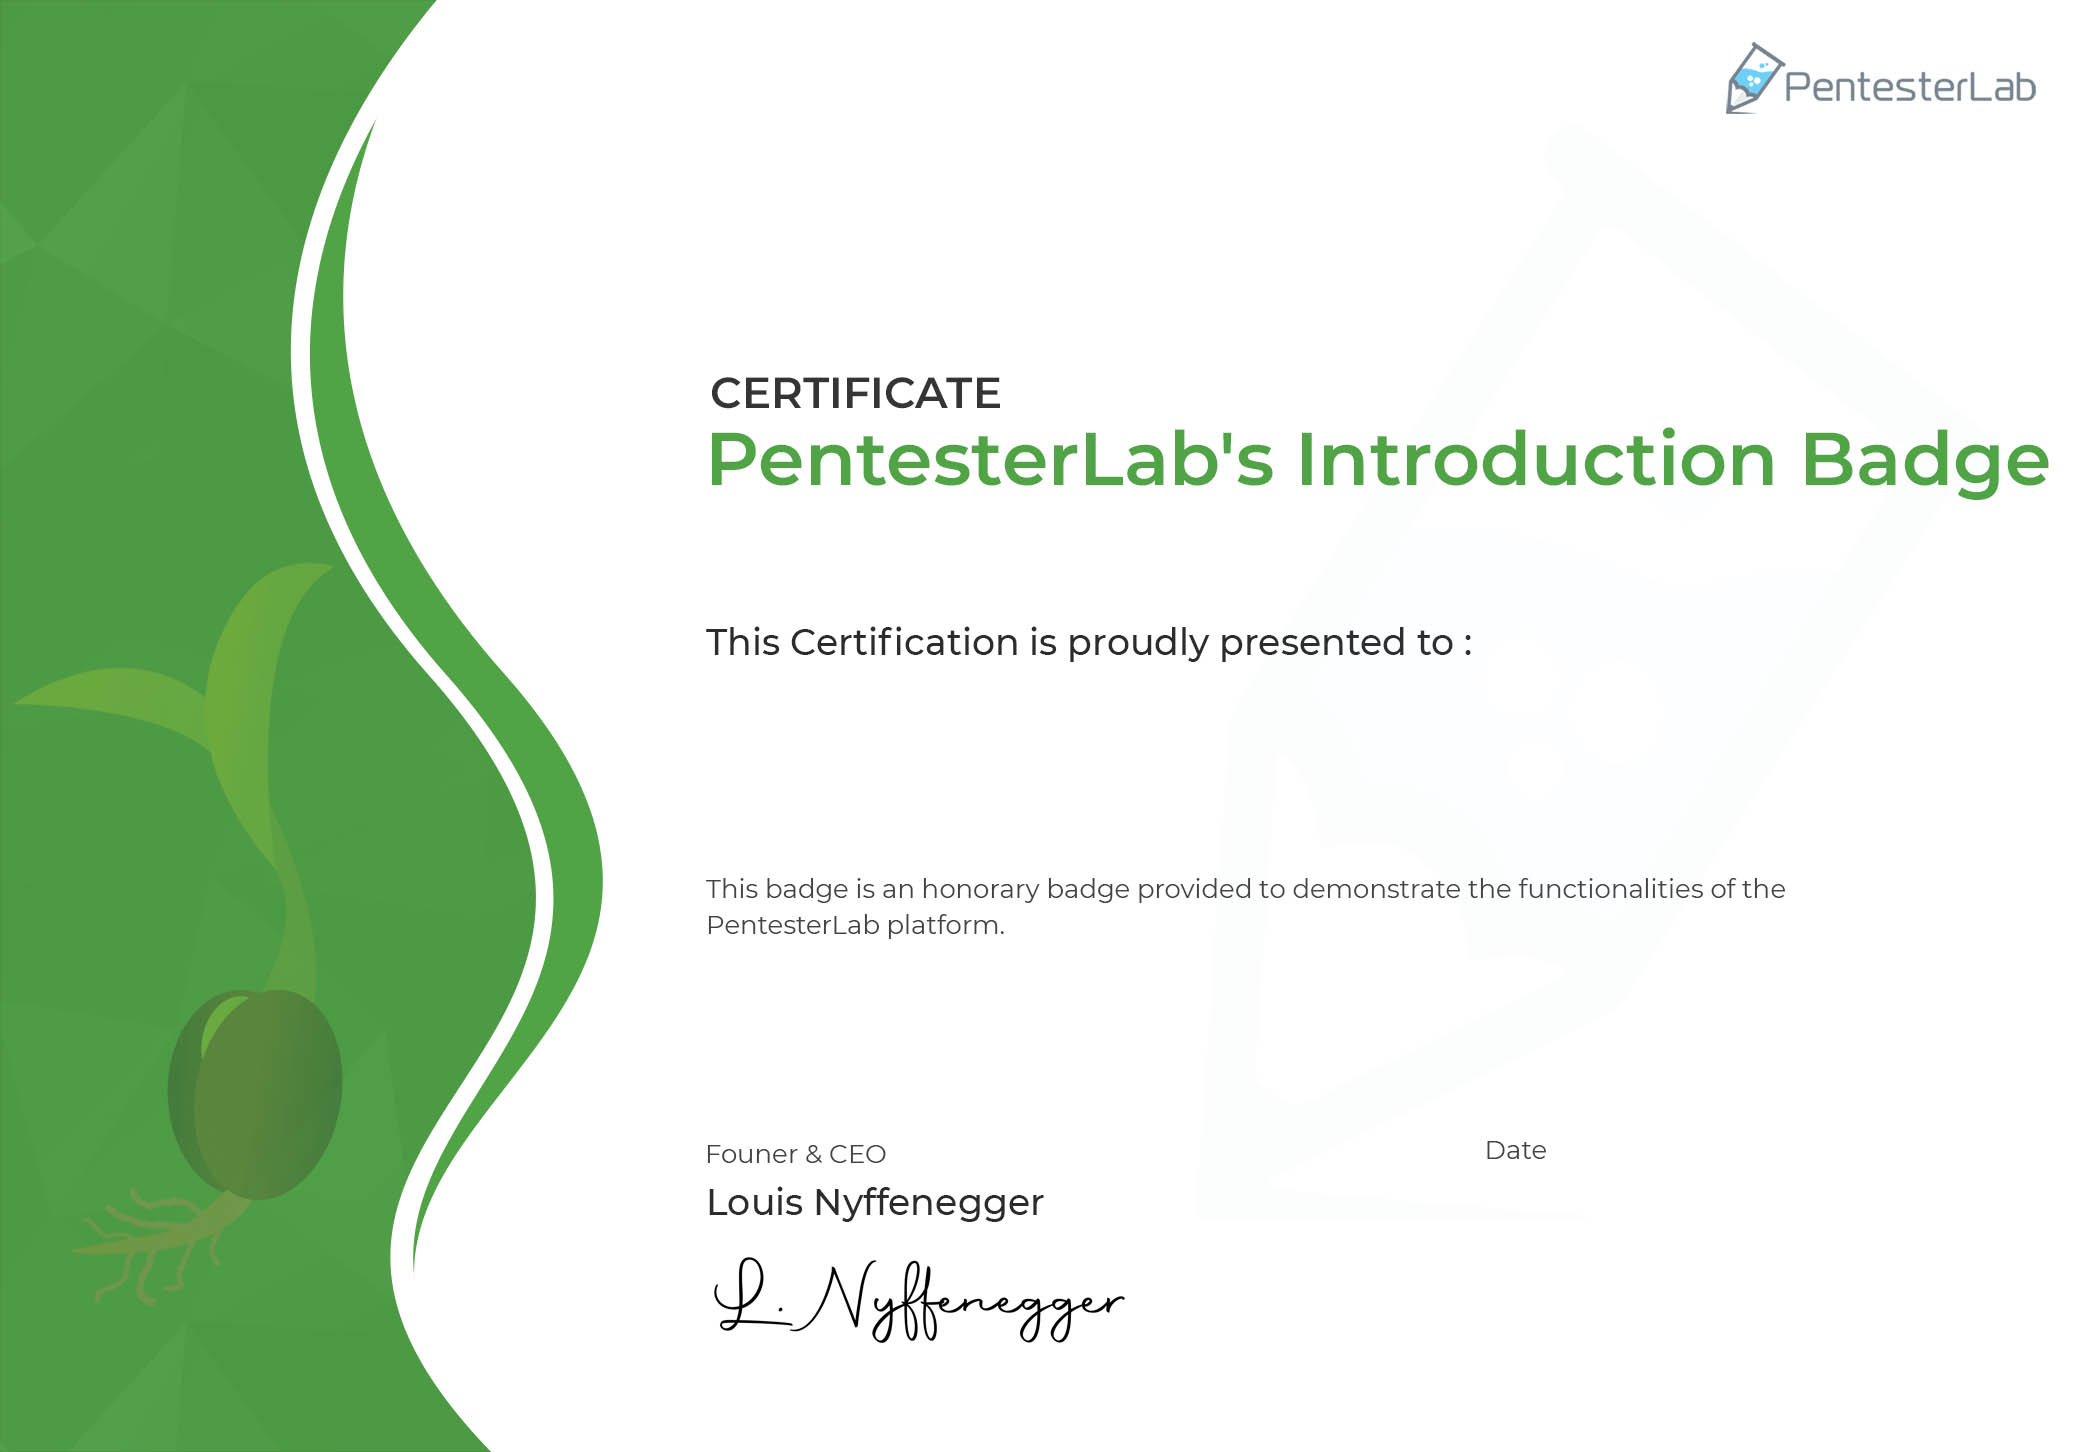 PentesterLab
CERTIFICATE
PentesterLab's Introduction Badge
This Certification is proudly presented to :
This badge is an honorary badge provided to demonstrate the functionalities of the
PentesterLab platform.
Founer & CEO
Date
Louis Nyffenegger
L. Nyffenegger